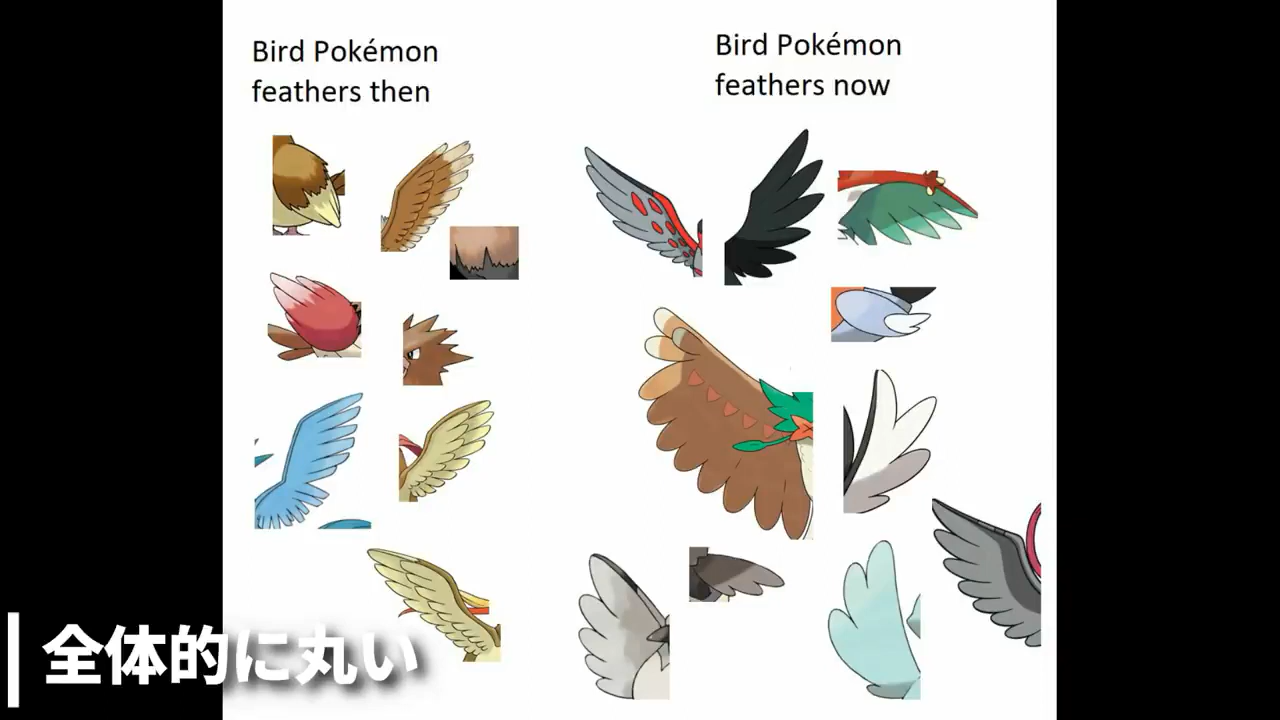 Bird Pokémon
feathers then
Bird Pokémon
feathers now
全体的に丸い